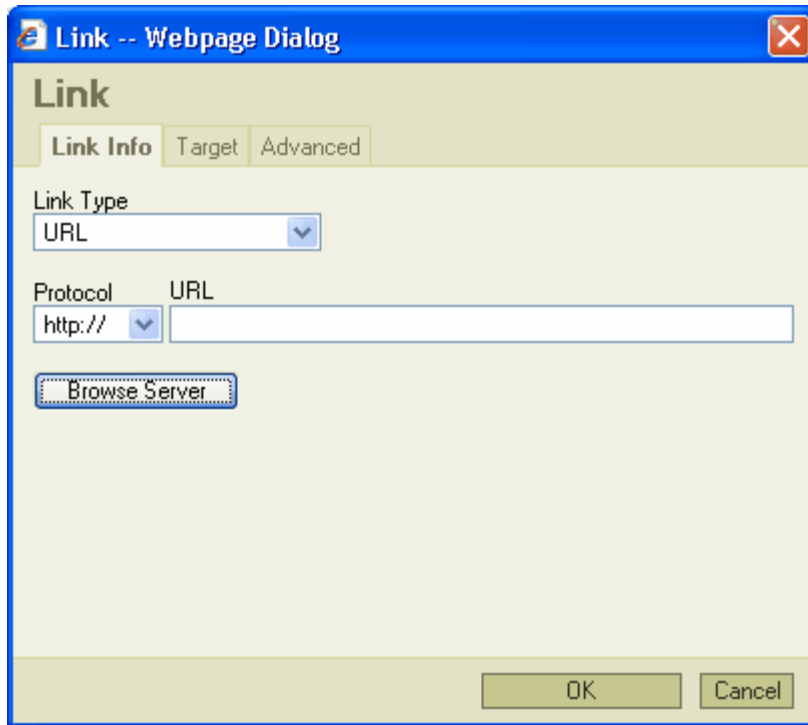 Link -- Webpage Dialog
Link
Link Info Target Advanced
Link Type
URL
Protocol URL
http://
Browse Server
OK Cancel